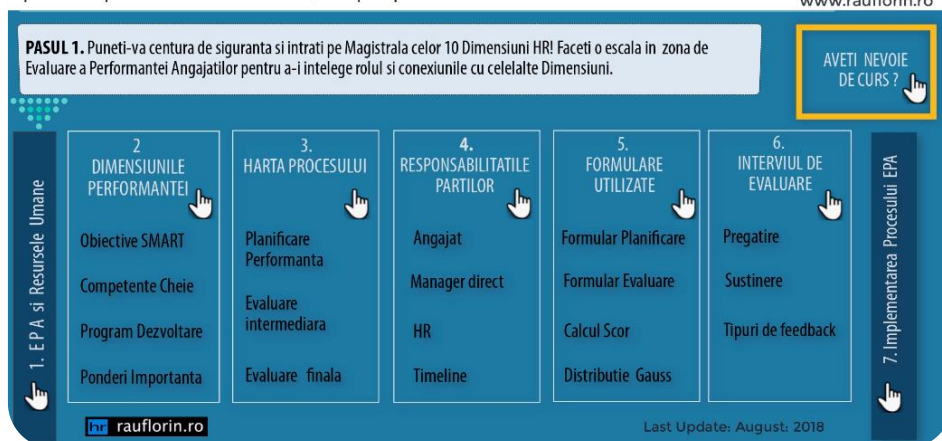 www.rauflorin.ro
PASUL 1. Puneti-va centura de siguranta si intrati pe Magistrala celor 10 Dimensiuni HR! Faceti o escala in zona de
Evaluare a Performantei Angajatilor pentru a-i intelege rolul si conexiunile cu celelalte Dimensiuni.
AVETI NEVOIE
DE CURS ?
1. E P A si Resursele Umane
2
DIMENSIUNILE
PERFORMANTEI
Obiective SMART
Competente Cheie
Program Dezvoltare
Ponderi Importanta
3.
HARTA PROCESULUI
Planificare
Performanta
Evaluare
intermediara
Evaluare finala
4.
RESPONSABILITATILE
PARTILOR
Angajat
Manager direct
HR
Timeline
5.
FORMULARE
UTILIZATE
Formular Planificare
Formular Evaluare
Calcul Scor
Distributie Gauss
6.
INTERVIUL DE
EVALUARE
Pregatire
Sustinere
Tipuri de feedback
7. Implementarea Procesului EPA
hr rauflorin.ro
Last Update: August: 2018